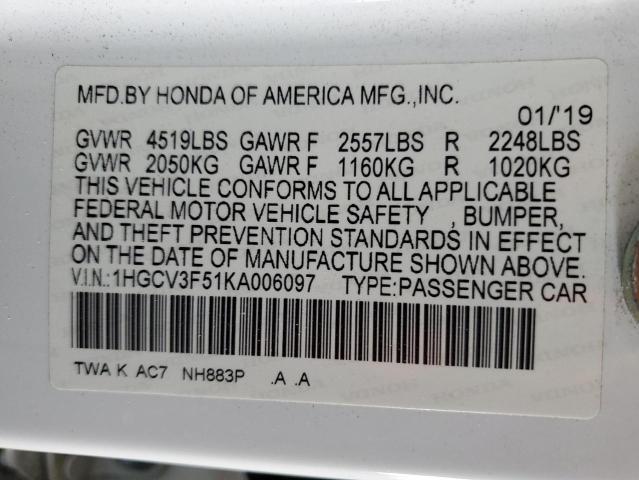 MFD.BY HONDA OF AMERICA MFG.,INC.
01/'19
GVWR 4519LBS GAWR F 2557LBS R 2248LBS
GVWR 2050KG GAWR F 1160KG R 1020KG
THIS VEHICLE CONFORMS TO ALL APPLICABLE
FEDERAL MOTOR VEHICLE SAFETY , BUMPER,
AND THEFT PREVENTION STANDARDS IN EFFECT
ON THE DATE OF MANUFACTURE SHOWN ABOVE.
V.I.N.:1HGCV3F51KA006097 TYPE:PASSENGER CAR
TWA K AC7 NH883P .A .A